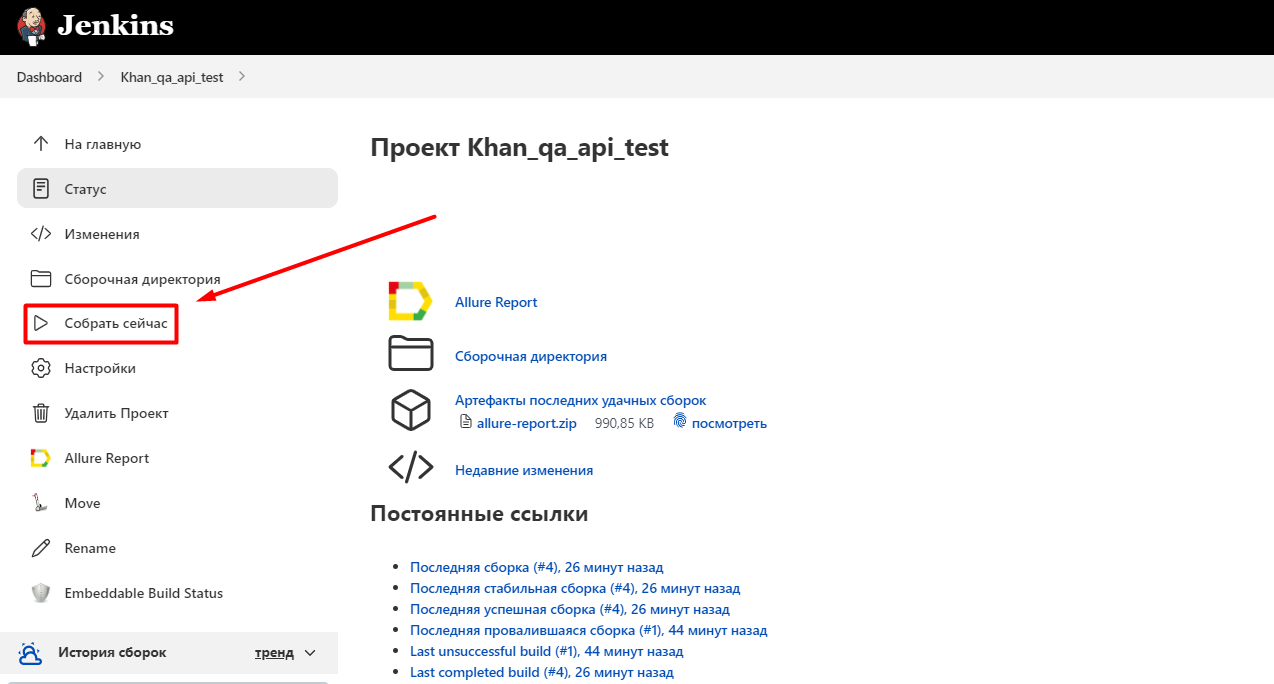 Jenkins
Dashboard
Khan_qa_api_test
На главную
Статус
Изменения
Сборочная директория
Собрать сейчас
Настройки
Удалить Проект
Allure Report
Move
Rename
Embeddable Build Status
История сборок тренд
Проект Khan_qa_api_test
Allure Report
Сборочная директория
Артефакты последних удачных сборок
allure-report.zip 990,85 KB посмотреть
Недавние изменения
Постоянные ссылки
Последняя сборка (#4), 26 минут назад
Последняя стабильная сборка (#4), 26 минут назад
Последняя успешная сборка (#4), 26 минут назад
Последняя провалившаяся сборка (#1), 44 минут назад
Last unsuccessful build (#1), 44 минут назад
Last completed build (#4), 26 минут назад